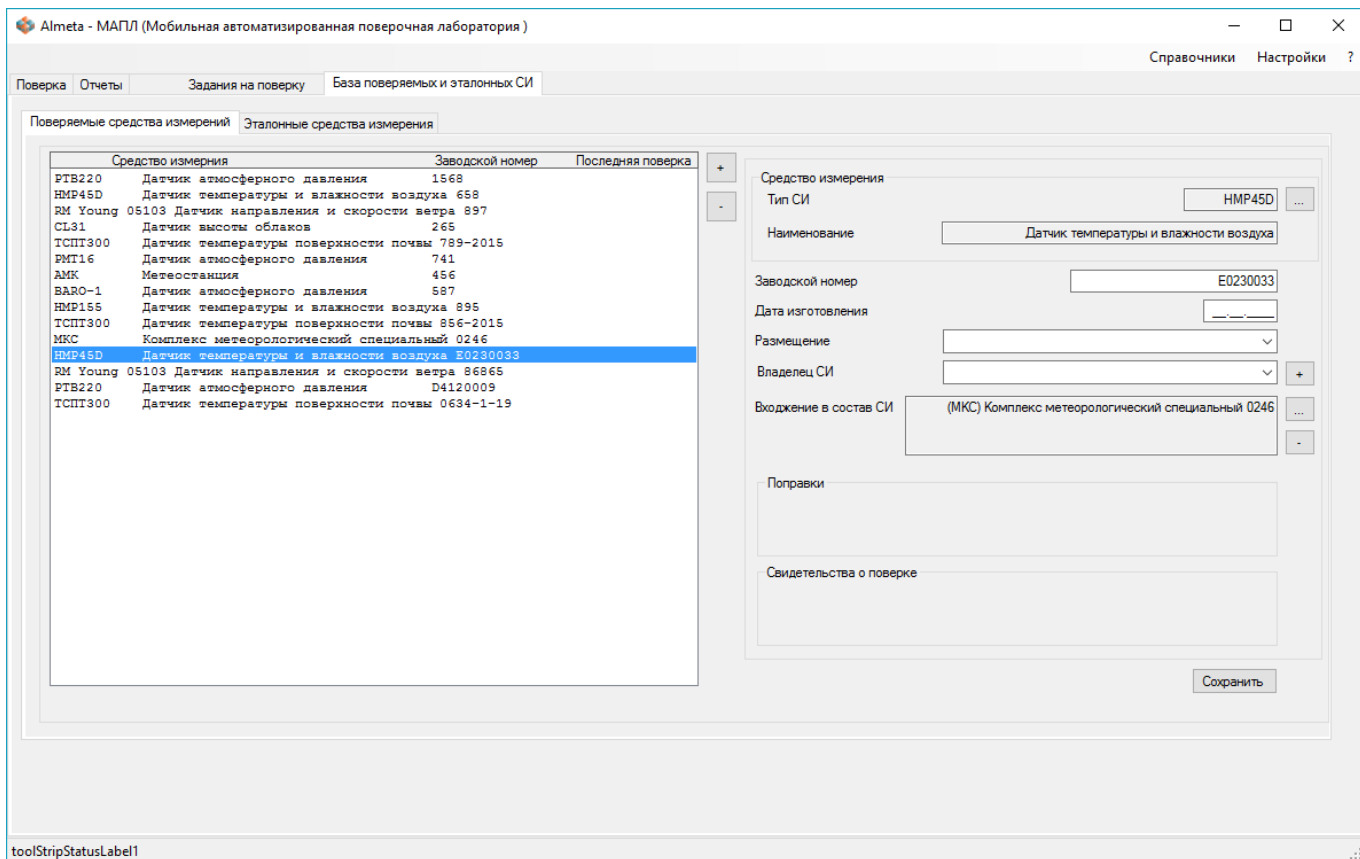 Almeta - МАПЛ (Мобильная автоматизированная поверочная лаборатория )
Справочники Настройки ?
Поверка Отчеты Задания на поверку База поверяемых и эталонных СИ
Поверяемые средства измерений Эталонные средства измерения
Средство измерния Заводской номер Последняя поверка
PTB220 Датчик атмосферного давления 1568
HMP45D Датчик температуры и влажности воздуха 658
RM Young 05103 Датчик направления и скорости ветра 897
CL31 Датчик высоты облаков 265
ТСПТ300 Датчик температуры поверхности почвы 789-2015
PMT16 Датчик атмосферного давления 741
АМК Метеостанция 456
BARO-1 Датчик атмосферного давления 587
HMP155 Датчик температуры и влажности воздуха 895
ТСПТ300 Датчик температуры поверхности почвы 856-2015
МКС Комплекс метеорологический специальный 0246
HMP45D Датчик температуры и влажности воздуха E0230033
RM Young 05103 Датчик направления и скорости ветра 86865
PTB220 Датчик атмосферного давления D4120009
ТСПТ300 Датчик температуры поверхности почвы 0634-1-19
+
-
Средство измерения
Тип СИ HMP45D ...
Наименование Датчик температуры и влажности воздуха
Заводской номер E0230033
Дата изготовления __.__.____
Размещение
Владелец СИ +
Вхождение в состав СИ (МКС) Комплекс метеорологический специальный 0246 ...
-
Поправки
Свидетельства о поверке
Сохранить
toolStripStatusLabel1